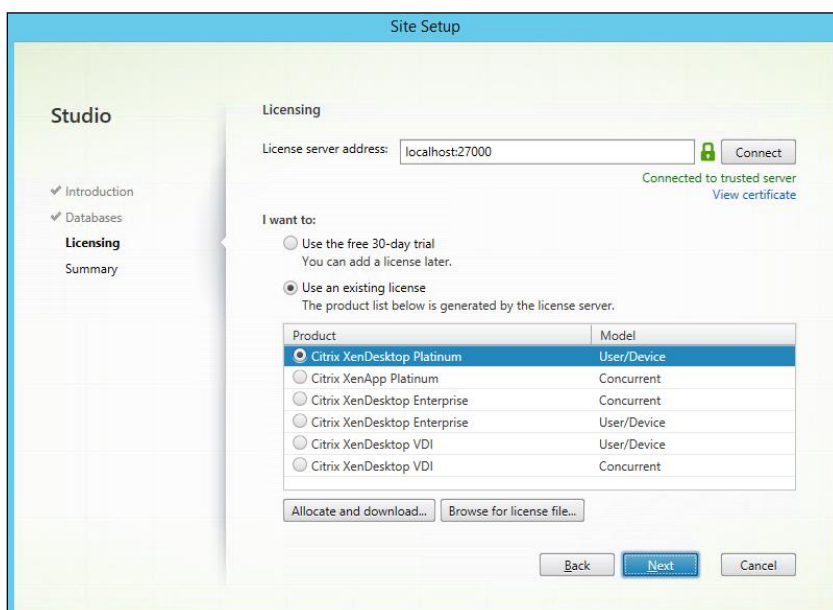 Site Setup
Studio
✔ Introduction
✔ Databases
Licensing
Summary
Licensing
License server address: localhost:27000 Connect
Connected to trusted server
View certificate
I want to:
Use the free 30-day trial
You can add a license later.
Use an existing license
The product list below is generated by the license server.
Product Model
Citrix XenDesktop Platinum User/Device
Citrix XenApp Platinum Concurrent
Citrix XenDesktop Enterprise Concurrent
Citrix XenDesktop Enterprise User/Device
Citrix XenDesktop VDI User/Device
Citrix XenDesktop VDI Concurrent
Allocate and download... Browse for license file...
Back Next Cancel